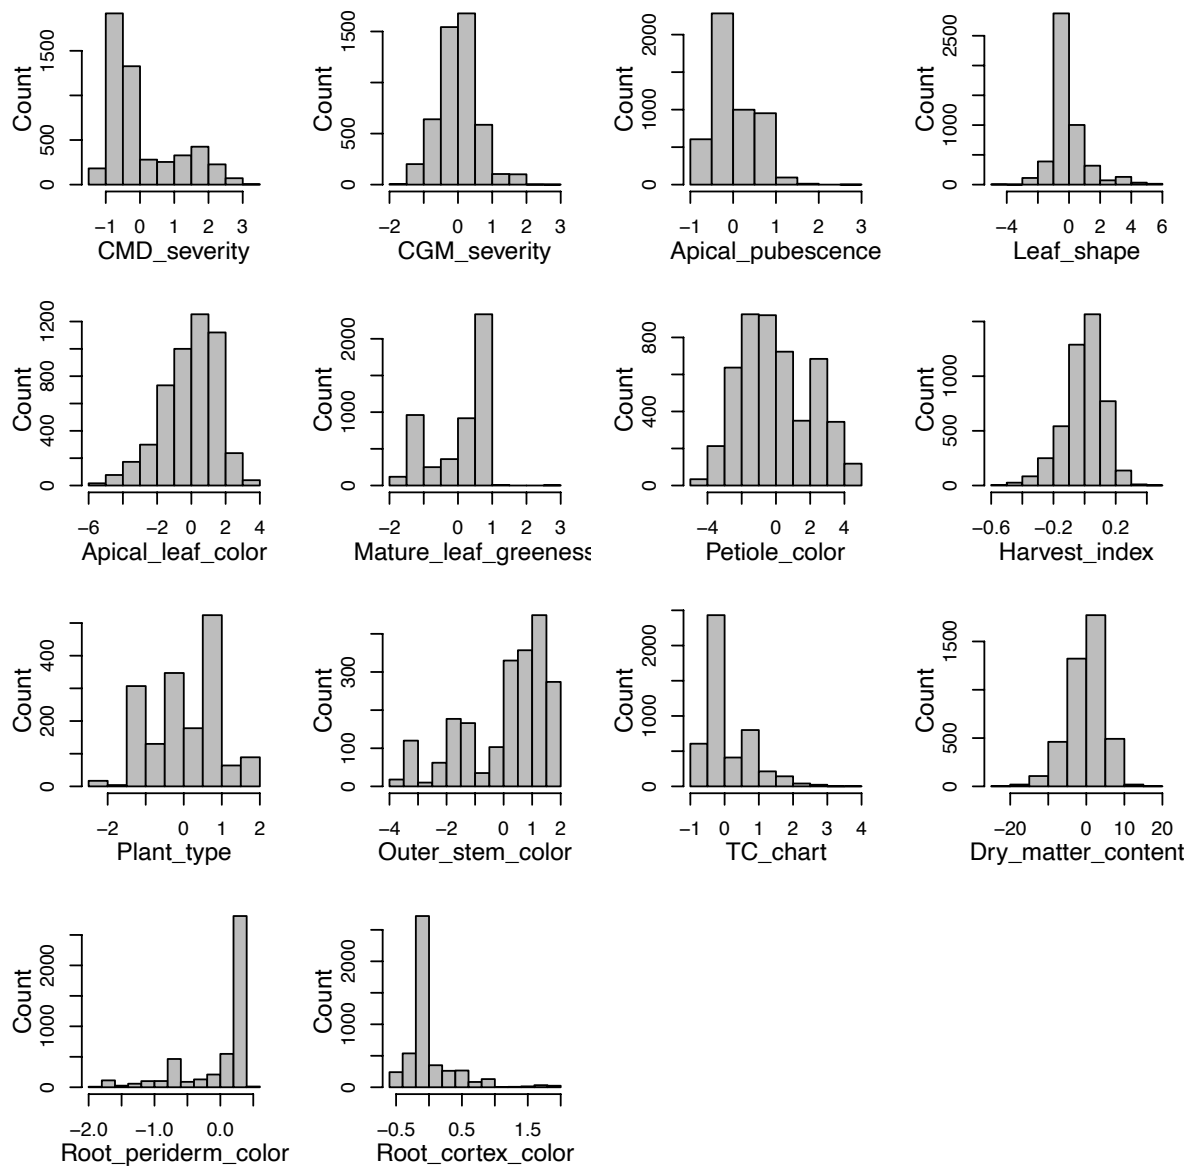 Count
0 500 1500
−1 0 1 2 3
CMD_severity
Count
0 500 1500
−2 0 1 2 3
CGM_severity
Count
0 1000 2000
−1 0 1 2 3
Apical_pubescence
Count
0 1000 2500
−4 0 2 4 6
Leaf_shape
Count
0 400 800 1200
−6 −2 0 2 4
Apical_leaf_color
Count
0 1000 2000
−2 0 1 2 3
Mature_leaf_greeness
Count
0 400 800
−4 0 2 4
Petiole_color
Count
0 500 1500
−0.6 −0.2 0.2
Harvest_index
Count
0 200 400
−2 0 1 2
Plant_type
Count
0 100 300
−4 −2 0 1 2
Outer_stem_color
Count
0 1000 2000
−1 0 1 2 3 4
TC_chart
Count
0 500 1500
−20 0 10 20
Dry_matter_content
Count
0 1000 2000
−2.0 −1.0 0.0
Root_periderm_color
Count
0 1000 2000
−0.5 0.5 1.5
Root_cortex_color